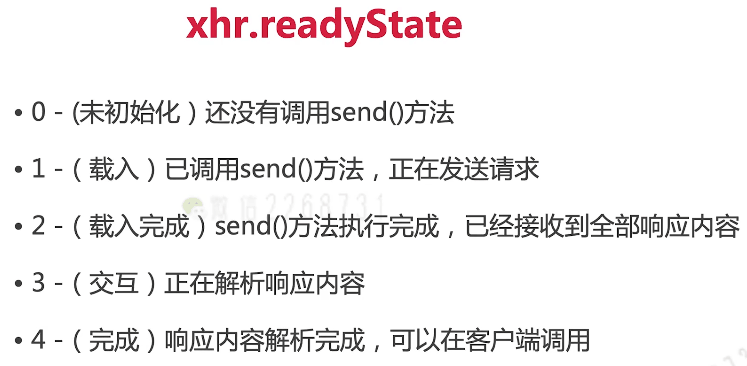 xhr.readyState
• 0 - (未初始化）还没有调用send()方法
• 1 -（ 载入 ）已调用send()方法，正在发送请求
• 2 -（ 载入完成 ）send()方法执行完成，已经接收到全部响应内容
• 3 -（ 交互 ）正在解析响应内容
• 4 -（ 完成 ）响应内容解析完成，可以在客户端调用